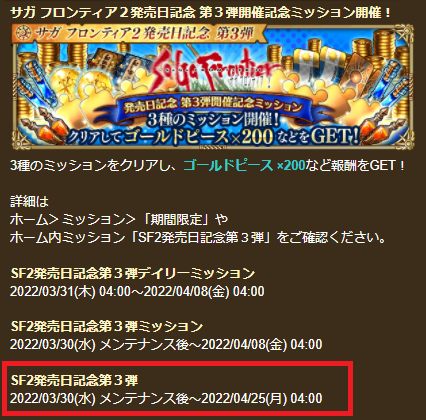 サガ フロンティア２発売日記念 第３弾開催記念ミッション開催！
サガ フロンティア２発売日記念 第３弾
SaGa Frontier
発売日記念 第３弾開催記念ミッション
3種のミッション開催！
クリアしてゴールドピース×200などをGET!
3種のミッションをクリアし、ゴールドピース ×200など報酬をGET！
詳細は
ホーム＞ミッション＞「期間限定」や
ホーム内ミッション「SF2発売日記念第３弾」をご確認ください。
SF2発売日記念第３弾デイリーミッション
2022/03/31(木) 04:00～2022/04/08(金) 04:00
SF2発売日記念第３弾ミッション
2022/03/30(水) メンテナンス後～2022/04/08(金) 04:00
SF2発売日記念第３弾
2022/03/30(水) メンテナンス後～2022/04/25(月) 04:00